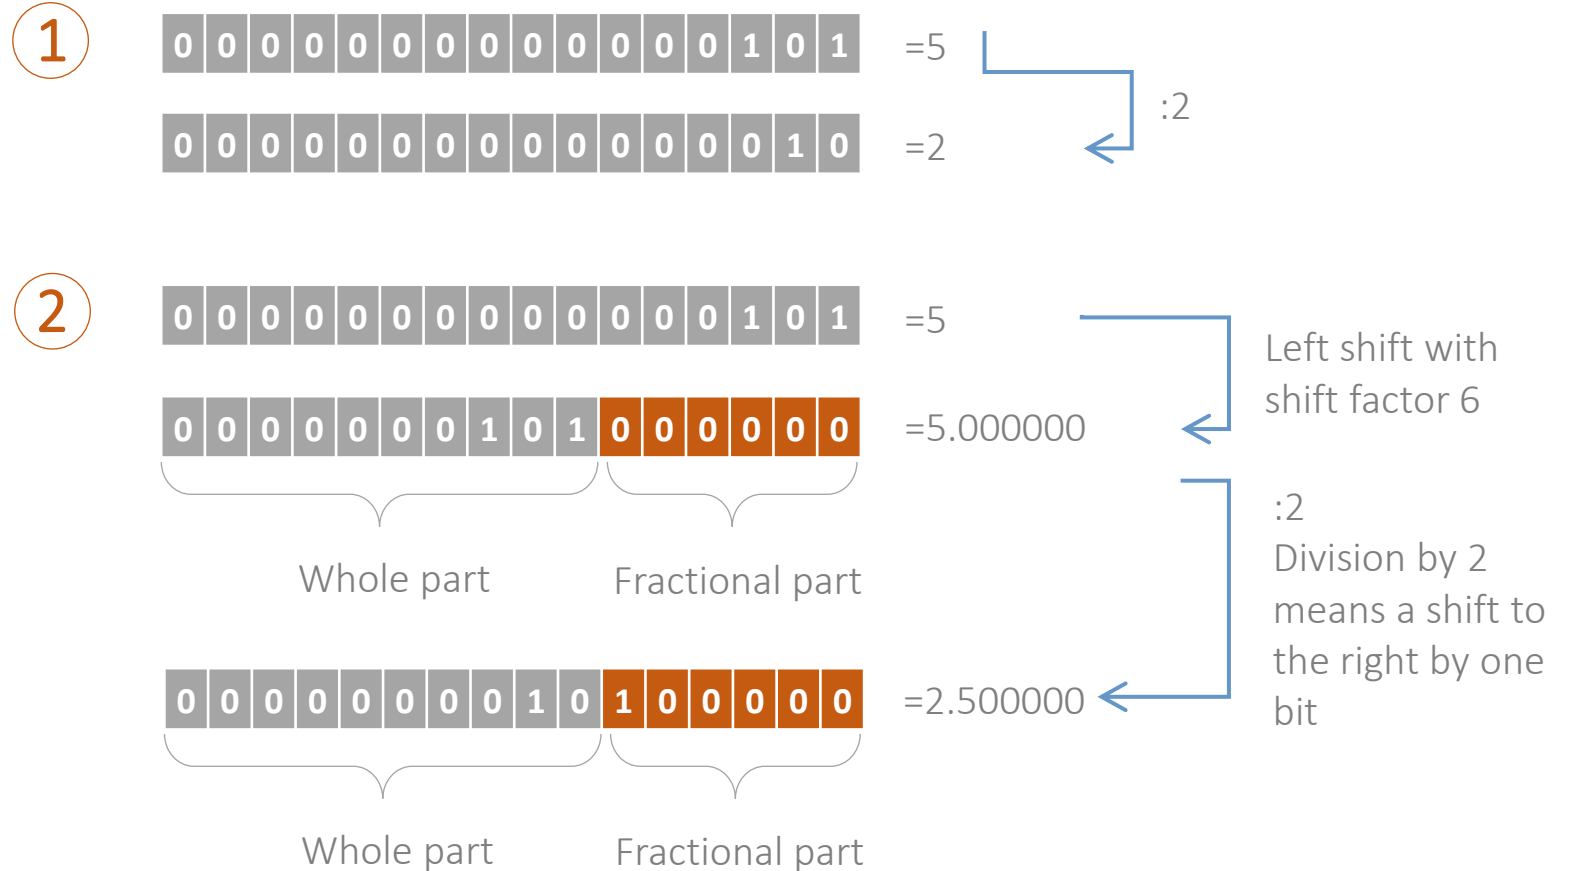 1
0 0 0 0 0 0 0 0 0 0 0 0 0 1 0 1 =5
:2
0 0 0 0 0 0 0 0 0 0 0 0 0 0 1 0 =2
2
0 0 0 0 0 0 0 0 0 0 0 0 0 1 0 1 =5
Left shift with
shift factor 6
0 0 0 0 0 0 0 1 0 1 0 0 0 0 0 0 =5.000000
Whole part Fractional part
:2
Division by 2
means a shift to
the right by one
bit
0 0 0 0 0 0 0 0 1 0 1 0 0 0 0 0 =2.500000
Whole part Fractional part